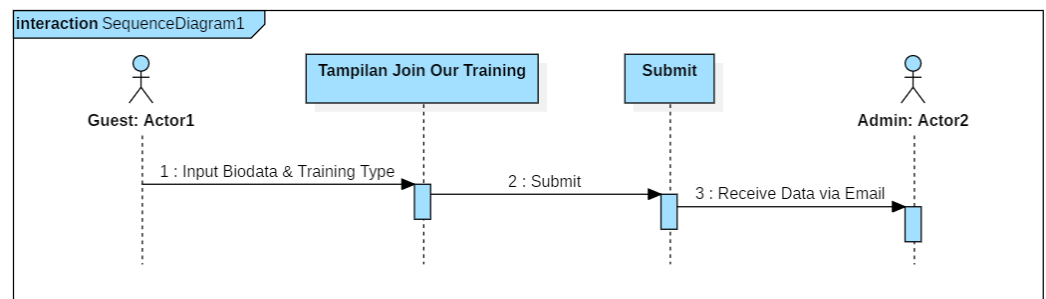 interaction SequenceDiagram1
Tampilan Join Our Training
Submit
Guest: Actor1
Admin: Actor2
1 : Input Biodata & Training Type
2 : Submit
3 : Receive Data via Email